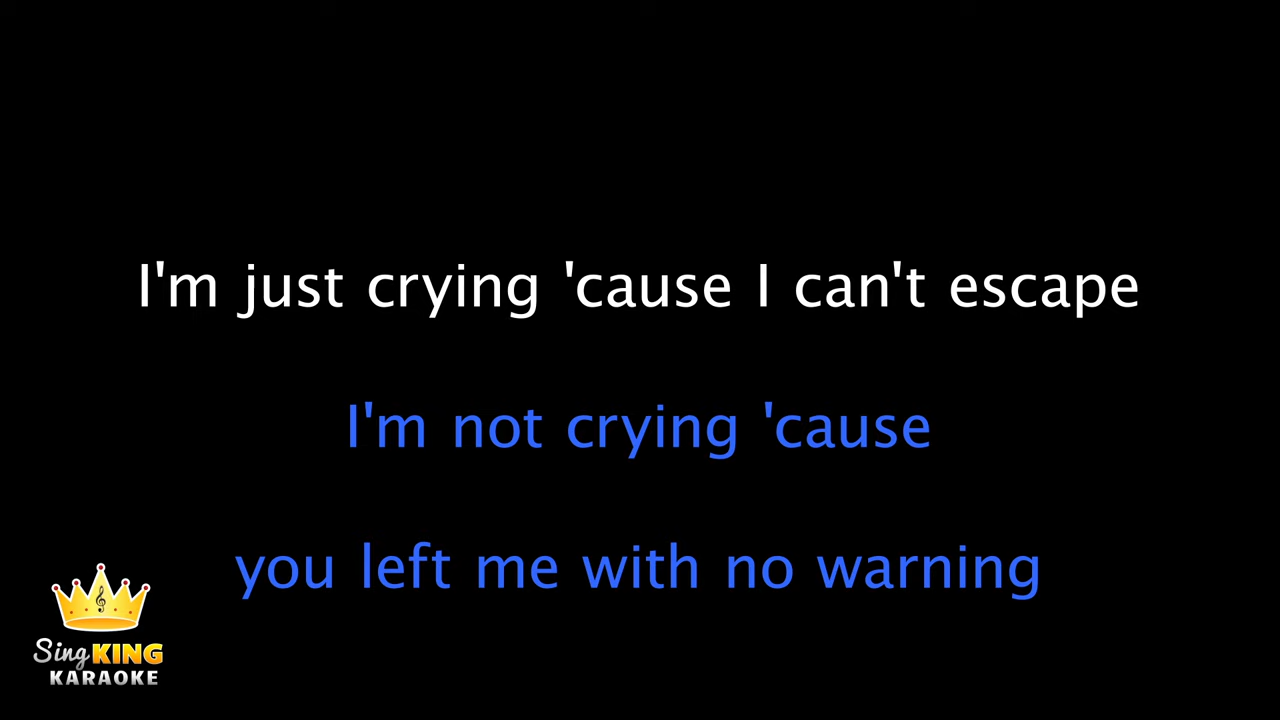 I'm just crying 'cause I can't escape
I'm not crying 'cause
you left me with no warning
Sing KING
KARAOKE